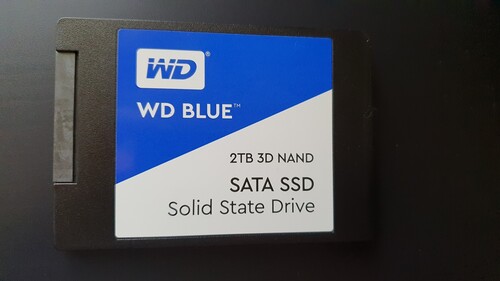 WD®
WD BLUE™
2TB 3D NAND
SATA SSD
Solid State Drive